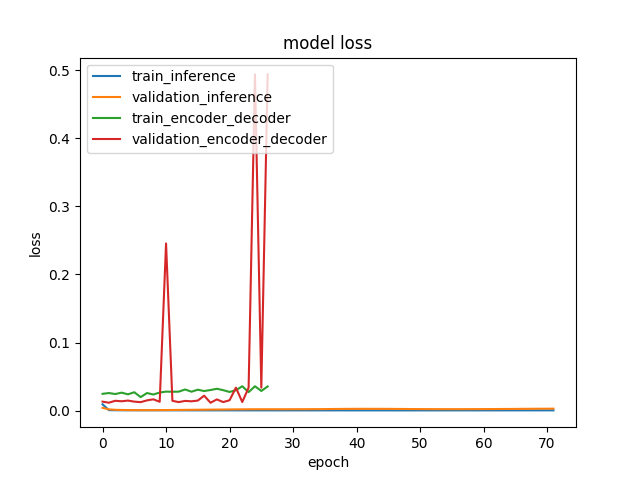 model loss
train_inference
validation_inference
train_encoder_decoder
validation_encoder_decoder
0.5
0.4
0.3
0.2
0.1
0.0
loss
0 10 20 30 40 50 60 70
epoch